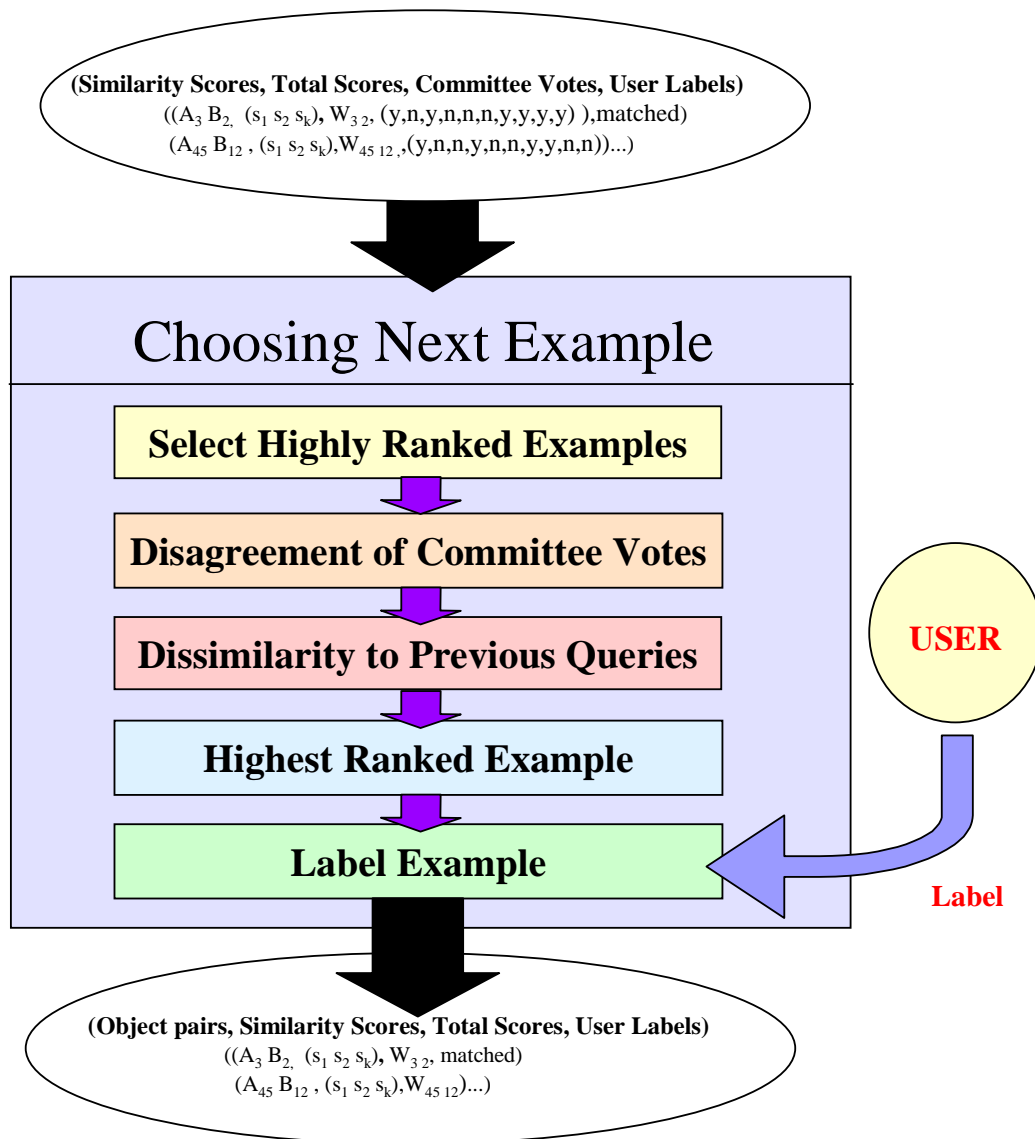 (Similarity Scores, Total Scores, Committee Votes, User Labels)
((A₃ B₂, (s₁ s₂ sₖ), W₃ ₂, (y,n,y,n,n,n,y,y,y,y) ),matched)
(A₄₅ B₁₂ , (s₁ s₂ sₖ),W₄₅ ₁₂ ,(y,n,n,y,n,n,y,y,n,n))...)
Choosing Next Example
Select Highly Ranked Examples
Disagreement of Committee Votes
Dissimilarity to Previous Queries
USER
Highest Ranked Example
Label Example
Label
(Object pairs, Similarity Scores, Total Scores, User Labels)
((A₃ B₂, (s₁ s₂ sₖ), W₃ ₂, matched)
(A₄₅ B₁₂ , (s₁ s₂ sₖ),W₄₅ ₁₂)...)